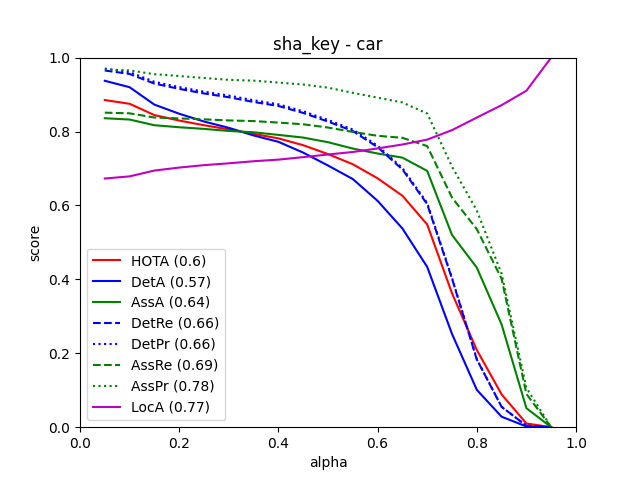 sha_key - car
1.0
0.8
0.6
0.4
0.2
0.0
score
HOTA (0.6)
DetA (0.57)
AssA (0.64)
DetRe (0.66)
DetPr (0.66)
AssRe (0.69)
AssPr (0.78)
LocA (0.77)
0.0 0.2 0.4 0.6 0.8 1.0
alpha